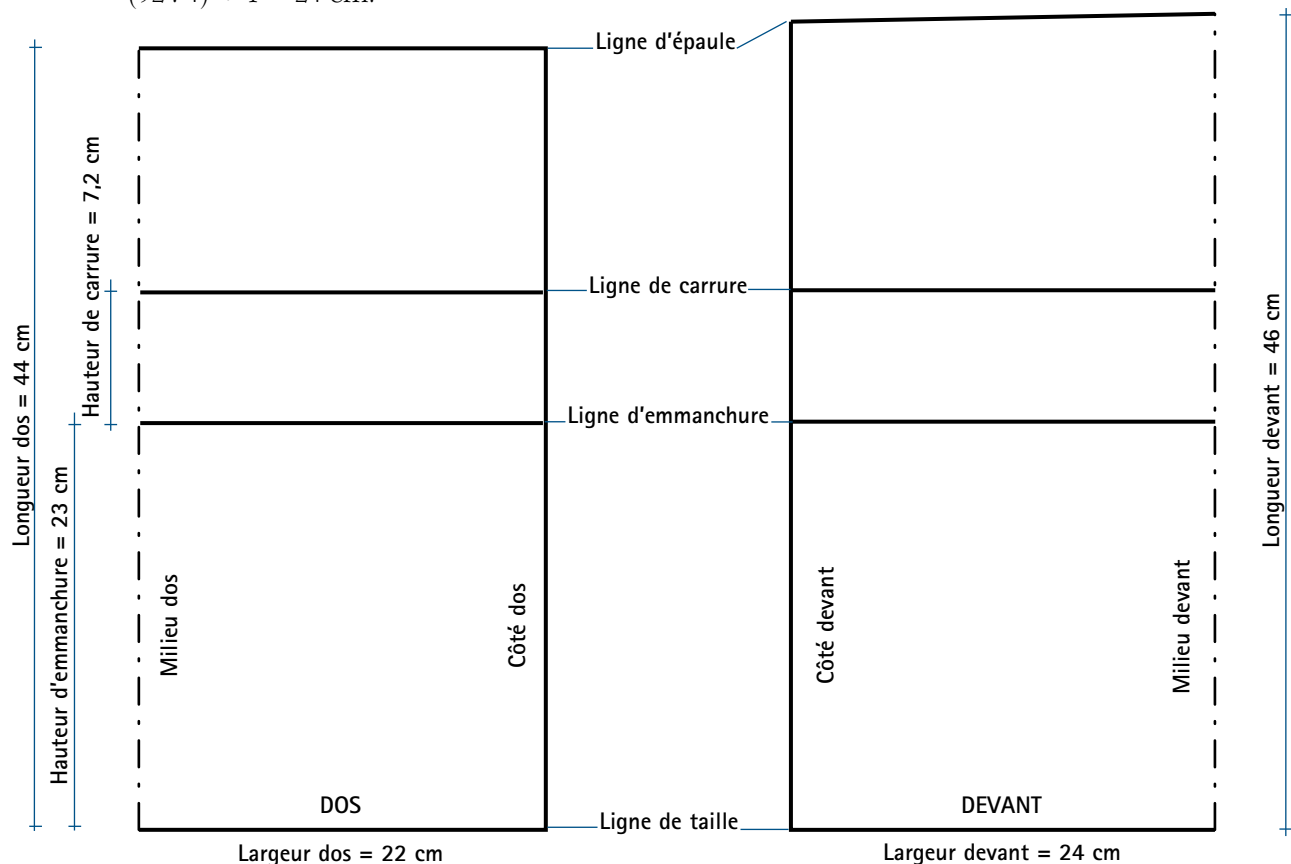 Ligne d'épaule
Ligne de carrure
Ligne d'emmanchure
Longueur dos = 44 cm
Hauteur d'emmanchure = 23 cm
Hauteur de carrure = 7,2 cm
Milieu dos
Côté dos
Côté devant
Milieu devant
Longueur devant = 46 cm
DOS
DEVANT
Ligne de taille
Largeur dos = 22 cm
Largeur devant = 24 cm